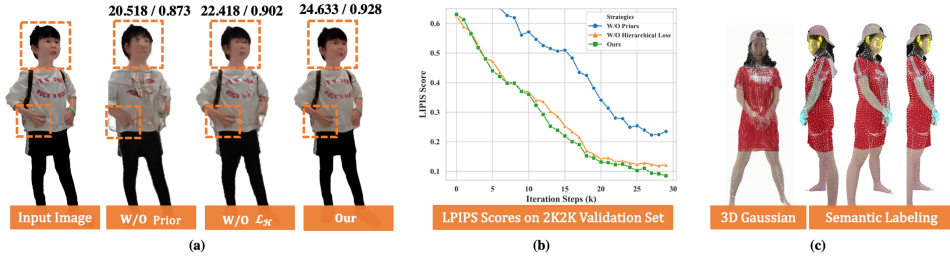 (a)
20.518 / 0.873
22.418 / 0.902
24.633 / 0.928
Input Image
W/O Prior
W/O ℒ_ℋ
Our
(a)
0.6
0.5
0.4
0.3
0.2
0.1
LIPIS Score
Strategies
W/O Priors
W/O Hierarchical Loss
Ours
0 5 10 15 20 25 30
Iteration Steps (k)
LPIPS Scores on 2K2K Validation Set
(b)
3D Gaussian
Semantic Labeling
(c)